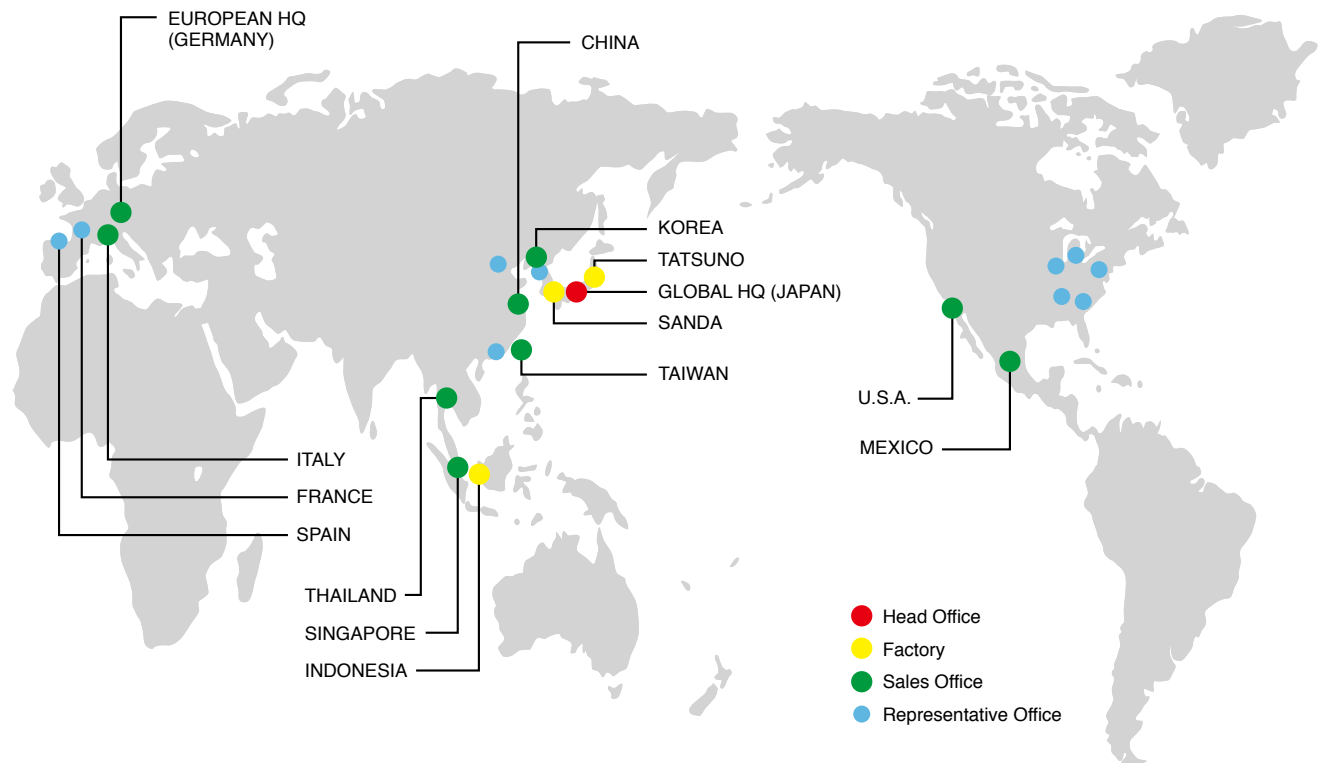 EUROPEAN HQ
(GERMANY)
CHINA
KOREA
TATSUNO
GLOBAL HQ (JAPAN)
SANDA
TAIWAN
U.S.A.
MEXICO
ITALY
FRANCE
SPAIN
THAILAND
SINGAPORE
INDONESIA
Head Office
Factory
Sales Office
Representative Office